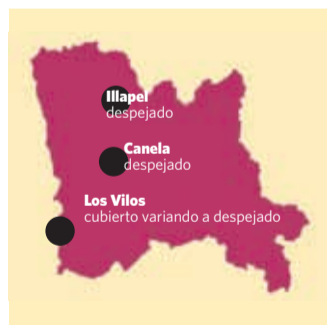 Illapel
despejado
Canela
despejado
Los Vilos
cubierto variando a despejado